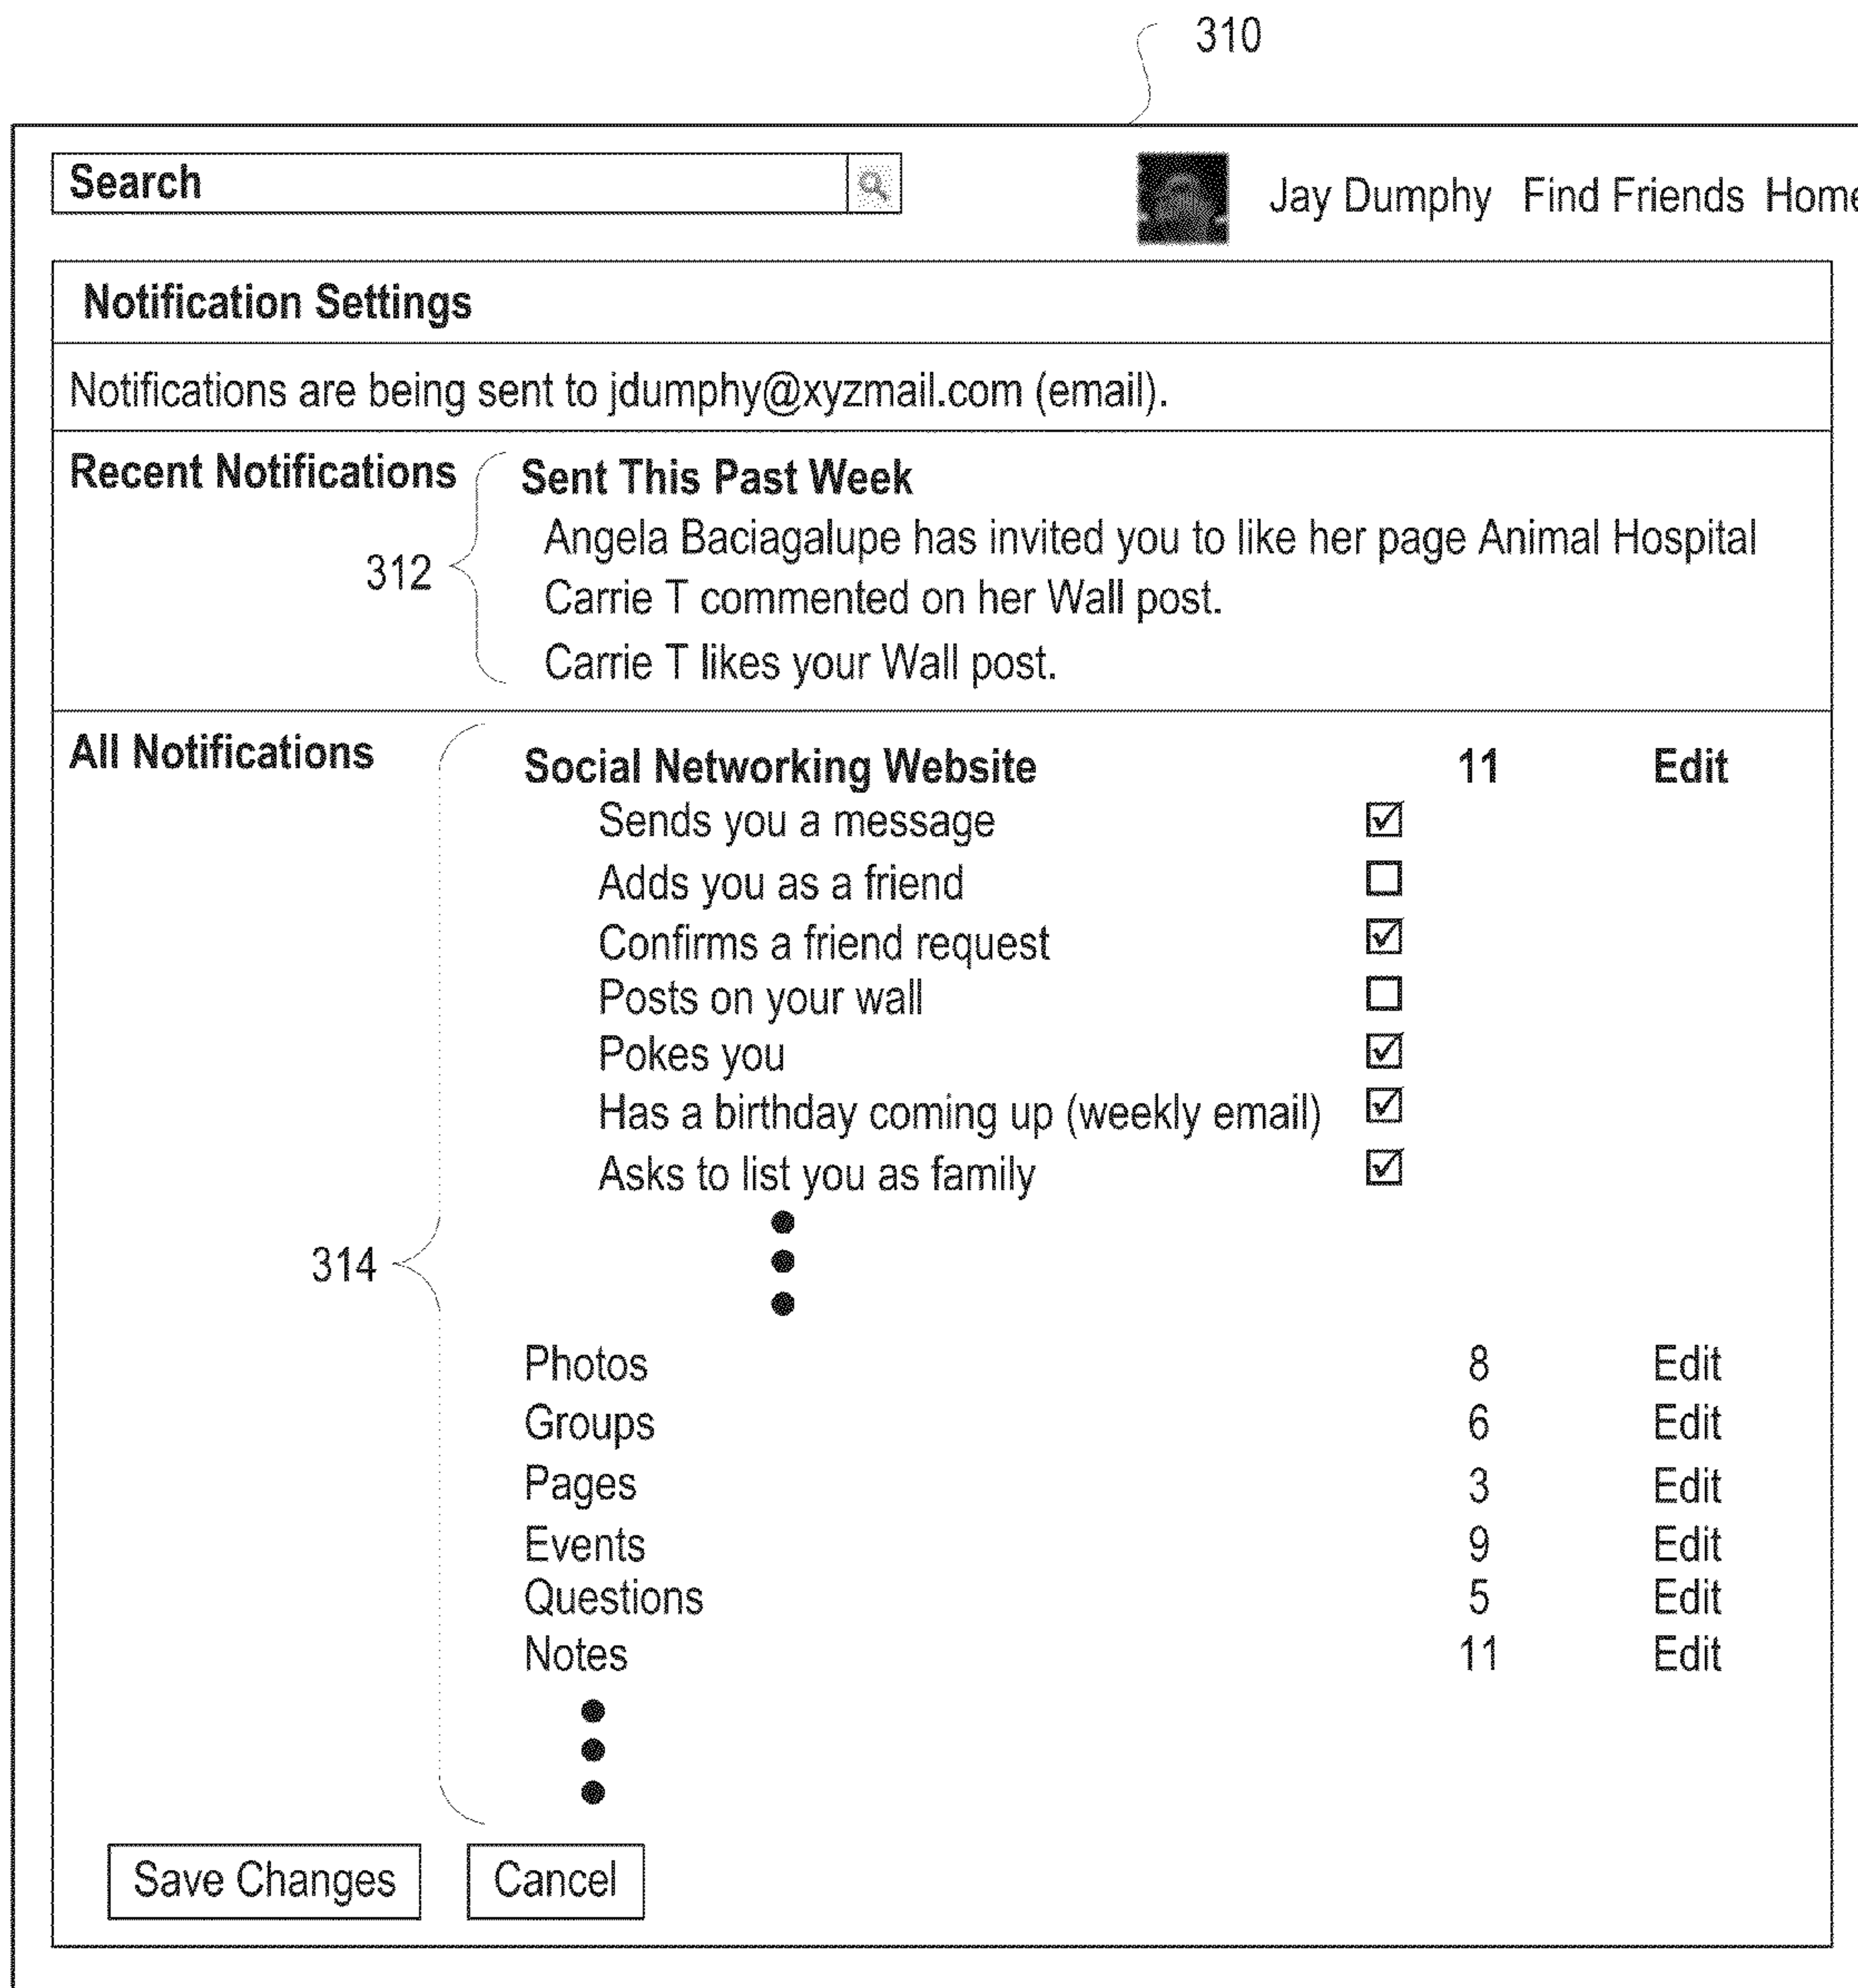 310
Search
Jay Dumphy Find Friends Home
Notification Settings
Notifications are being sent to jdumphy@xyzmail.com (email).
Recent Notifications
Sent This Past Week
Angela Baciagalupe has invited you to like her page Animal Hospital
312
Carrie T commented on her Wall post.
Carrie T likes your Wall post.
All Notifications
Social Networking Website 11 Edit
Sends you a message
Adds you as a friend
Confirms a friend request
Posts on your wall
Pokes you
Has a birthday coming up (weekly email)
Asks to list you as family
314
Photos 8 Edit
Groups 6 Edit
Pages 3 Edit
Events 9 Edit
Questions 5 Edit
Notes 11 Edit
Save Changes Cancel